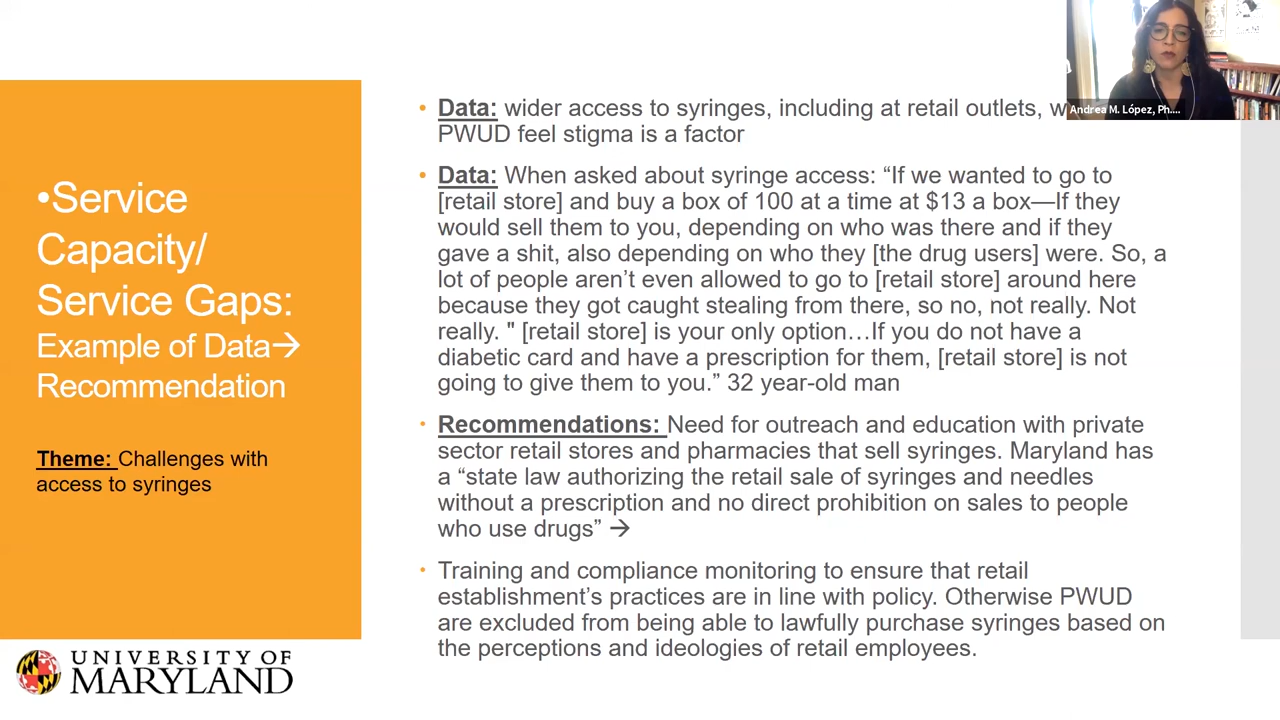 •Service
Capacity/
Service Gaps:
Example of Data→
Recommendation
Theme: Challenges with
access to syringes
UNIVERSITY OF
MARYLAND
• Data: wider access to syringes, including at retail outlets,
PWUD feel stigma is a factor
• Data: When asked about syringe access: “If we wanted to go to
[retail store] and buy a box of 100 at a time at $13 a box—If they
would sell them to you, depending on who was there and if they
gave a shit, also depending on who they [the drug users] were. So, a
lot of people aren’t even allowed to go to [retail store] around here
because they got caught stealing from there, so no, not really. Not
really. " [retail store] is your only option…If you do not have a
diabetic card and have a prescription for them, [retail store] is not
going to give them to you.” 32 year-old man
• Recommendations: Need for outreach and education with private
sector retail stores and pharmacies that sell syringes. Maryland has
a “state law authorizing the retail sale of syringes and needles
without a prescription and no direct prohibition on sales to people
who use drugs” →
• Training and compliance monitoring to ensure that retail
establishment’s practices are in line with policy. Otherwise PWUD
are excluded from being able to lawfully purchase syringes based on
the perceptions and ideologies of retail employees.
Andrea M. López, Ph....